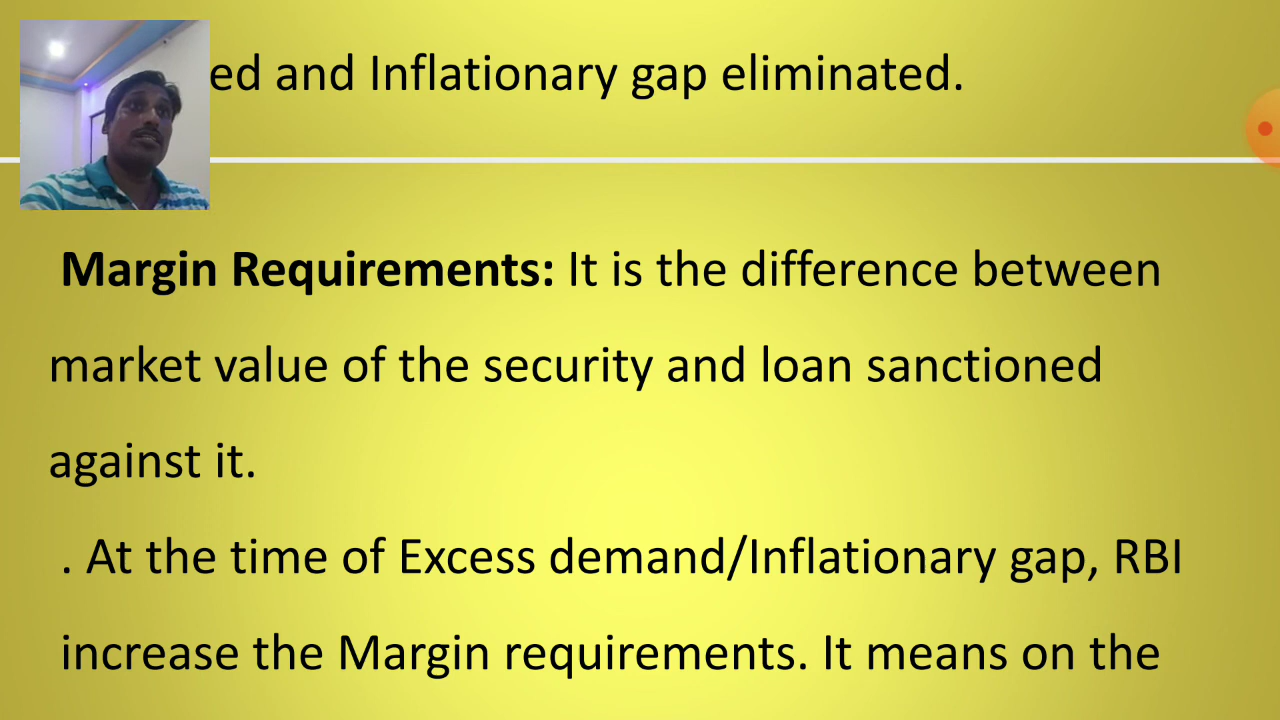 ed and Inflationary gap eliminated.
Margin Requirements: It is the difference between
market value of the security and loan sanctioned
against it.
. At the time of Excess demand/Inflationary gap, RBI
increase the Margin requirements. It means on the